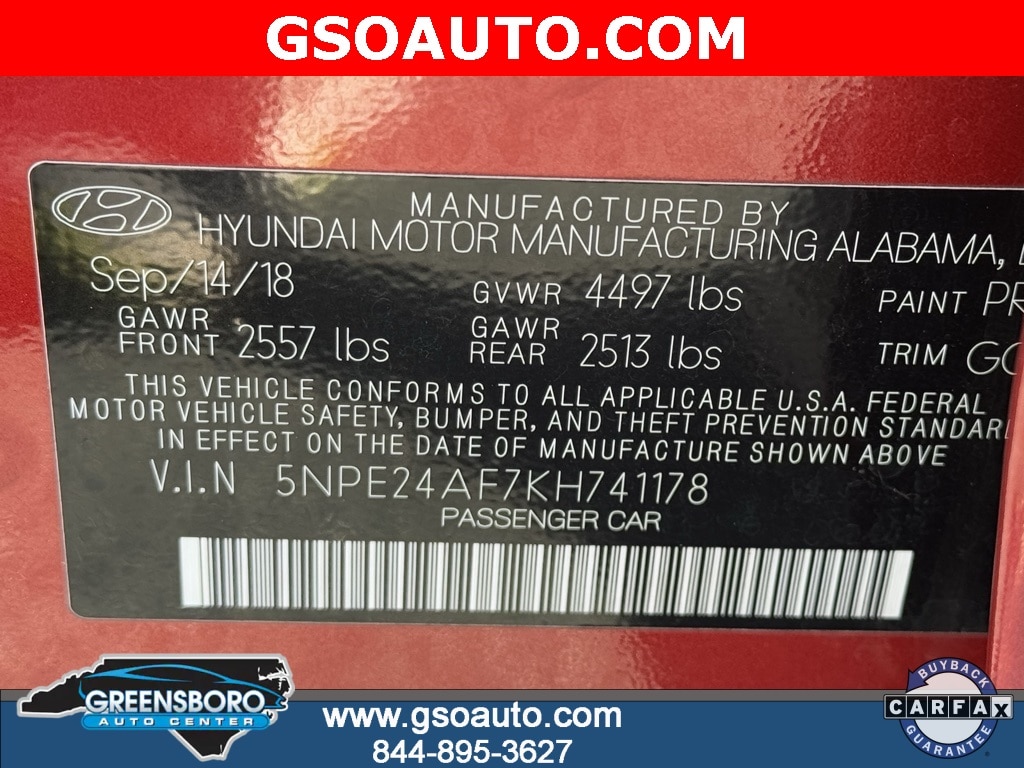 GSOAUTO.COM
MANUFACTURED BY
HYUNDAI MOTOR MANUFACTURING ALABAMA,
Sep/14/18 GVWR 4497 lbs PAINT PR
GAWR FRONT 2557 lbs GAWR REAR 2513 lbs TRIM GO
THIS VEHICLE CONFORMS TO ALL APPLICABLE U.S.A. FEDERAL
MOTOR VEHICLE SAFETY, BUMPER, AND THEFT PREVENTION STANDAR
IN EFFECT ON THE DATE OF MANUFACTURE SHOWN ABOVE
V.I.N 5NPE24AF7KH741178
PASSENGER CAR
GREENSBORO
AUTO CENTER
www.gsoauto.com
844-895-3627
BUYBACK
CARFAX
GUARANTEE